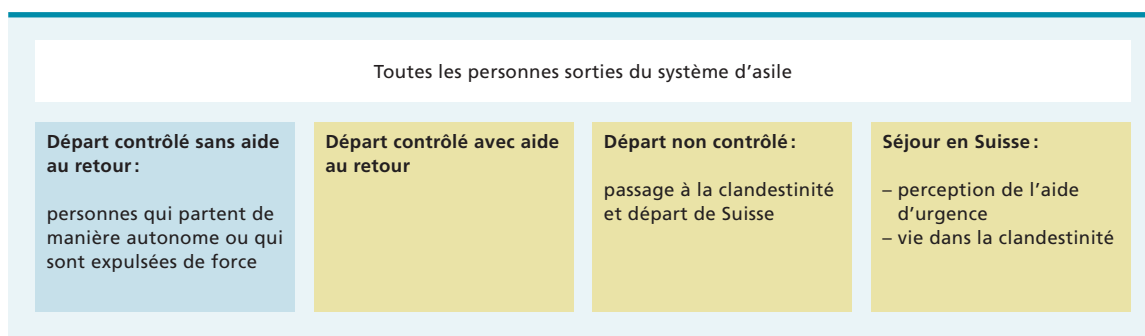 Toutes les personnes sorties du système d’asile
Départ contrôlé sans aide
au retour :
personnes qui partent de
manière autonome ou qui
sont expulsées de force
Départ contrôlé avec aide
au retour
Départ non contrôlé :
passage à la clandestinité
et départ de Suisse
Séjour en Suisse :
– perception de l’aide
d’urgence
– vie dans la clandestinité